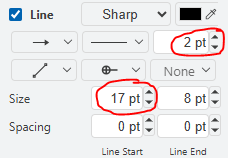 Line Sharp
2 pt
None
Size 17 pt 8 pt
Spacing 0 pt 0 pt
Line Start Line End